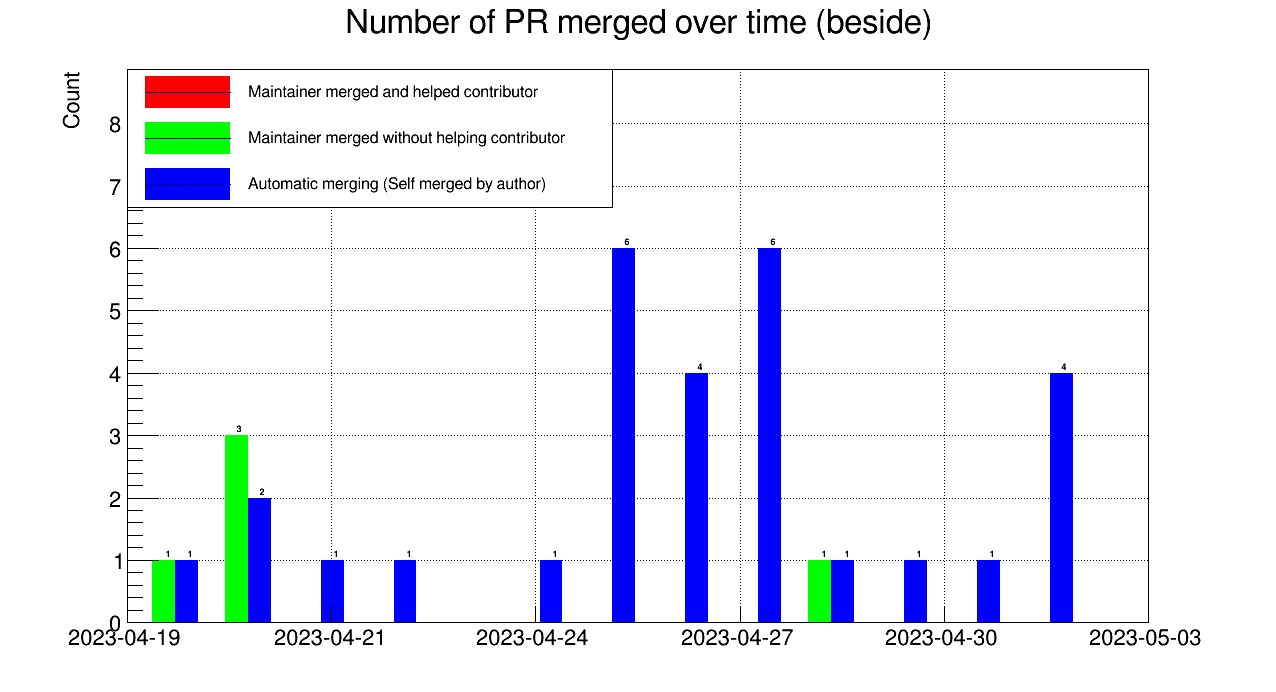 Number of PR merged over time (beside)
Count
Maintainer merged and helped contributor
Maintainer merged without helping contributor
Automatic merging (Self merged by author)
8
7
6
5
4
3
2
1
0
1 1 3 2 1 1 1 6 4 6 1 1 1 1 4
2023-04-19 2023-04-21 2023-04-24 2023-04-27 2023-04-30 2023-05-03